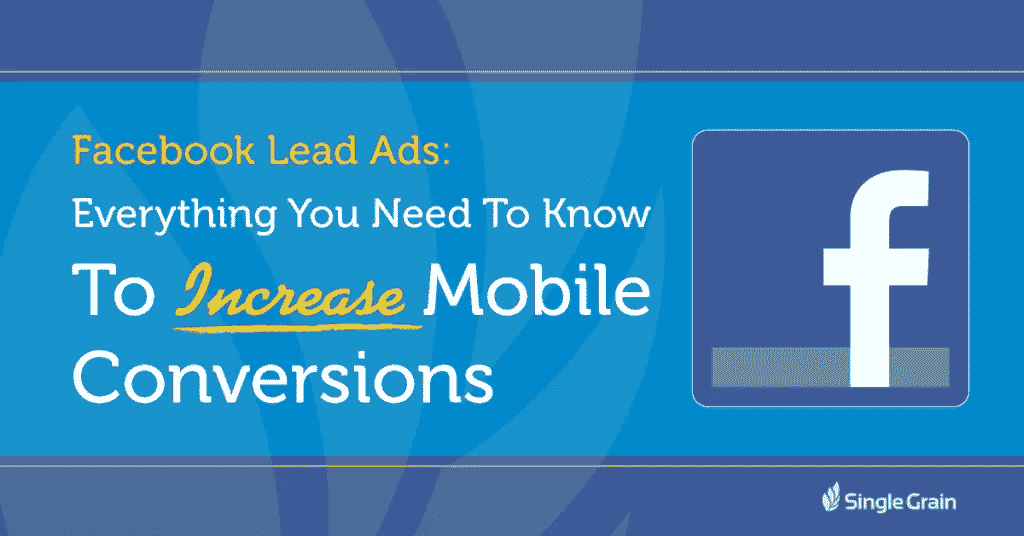 Facebook Lead Ads:
Everything You Need To Know
To Increase Mobile
Conversions
f
Single Grain